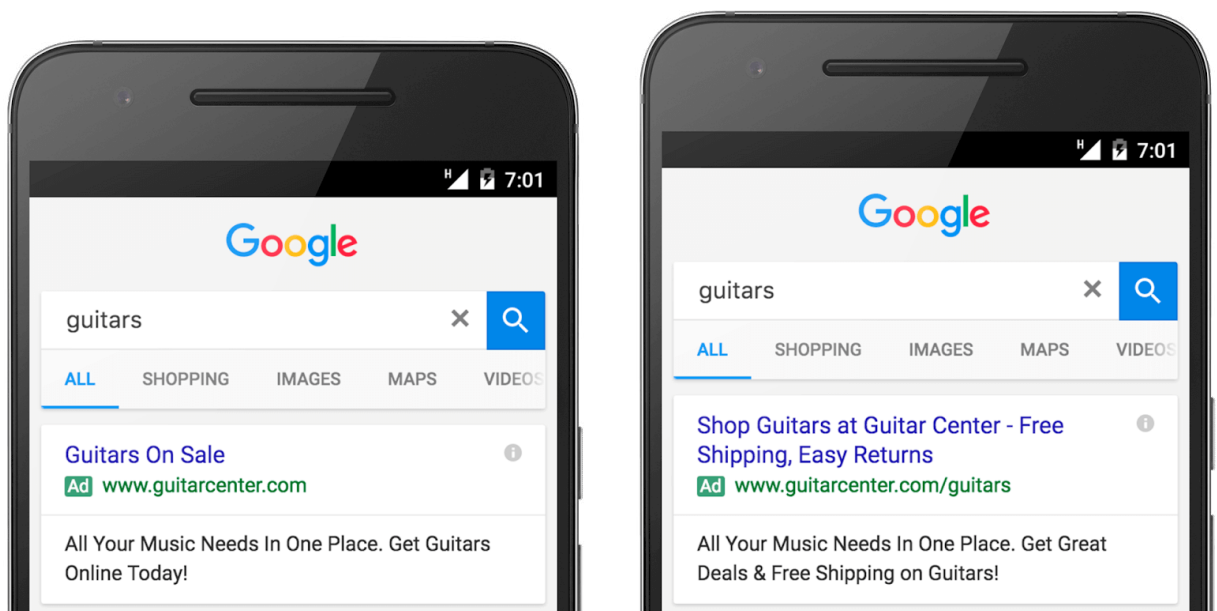 H 7:01
Google
guitars
ALL SHOPPING IMAGES MAPS VIDEOS
Guitars On Sale
Ad www.guitarcenter.com
All Your Music Needs In One Place. Get Guitars
Online Today!
H 7:01
Google
guitars
ALL SHOPPING IMAGES MAPS VIDEOS
Shop Guitars at Guitar Center - Free
Shipping, Easy Returns
Ad www.guitarcenter.com/guitars
All Your Music Needs In One Place. Get Great
Deals & Free Shipping on Guitars!